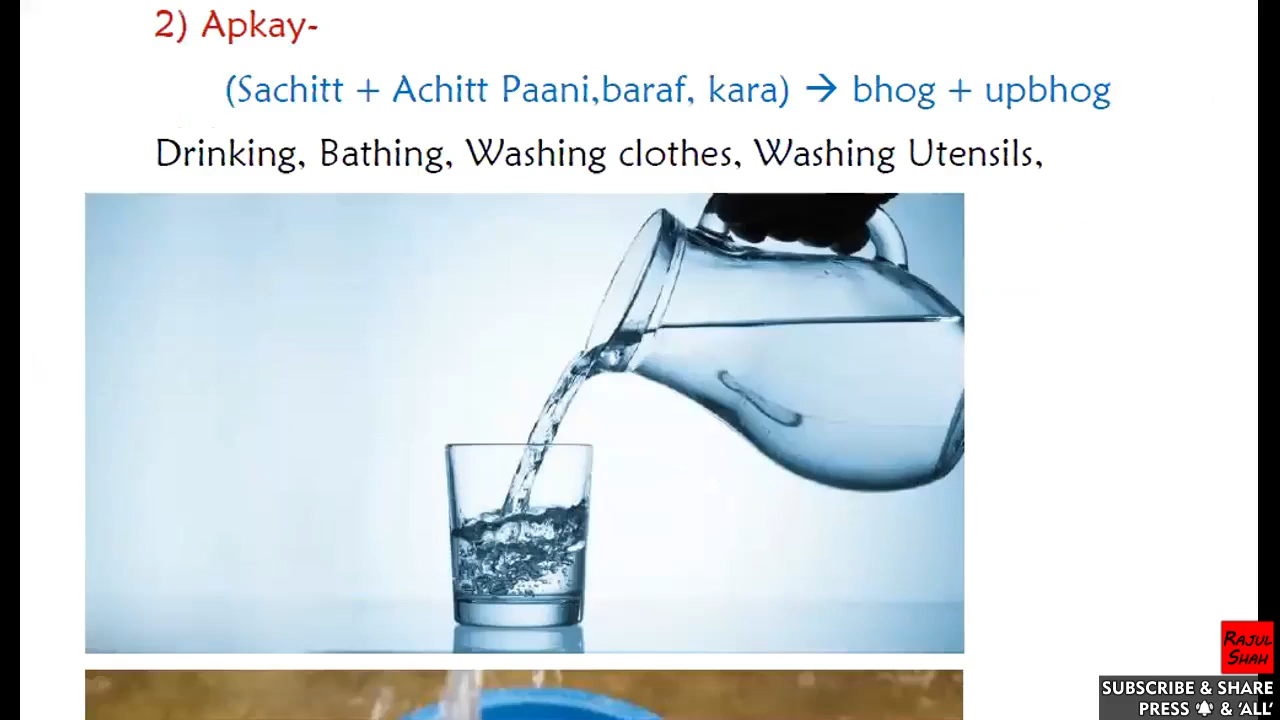 2) Apkay-
(Sachitt + Achitt Paani,baraf, kara) → bhog + upbhog
Drinking, Bathing, Washing clothes, Washing Utensils,
RAJUL
SHAH
SUBSCRIBE & SHARE
PRESS 🔔 & 'ALL'